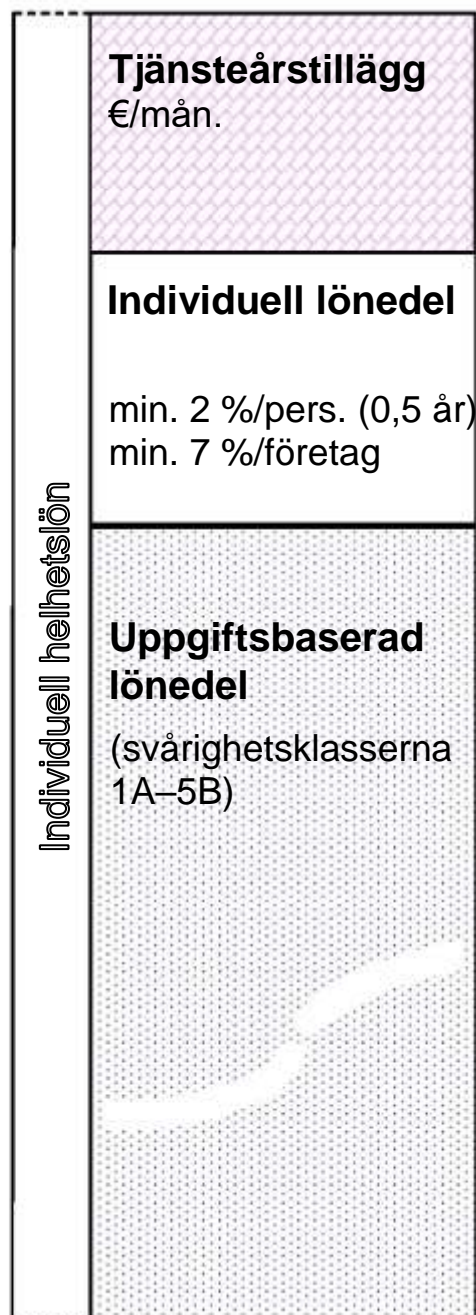 Tjänsteårstillägg
€/mån.
Individuell lönedel
min. 2 %/pers. (0,5 år)
min. 7 %/företag
Uppgiftsbaserad
lönedel
(svårighetsklasserna
1A–5B)
Individuell helhetslön